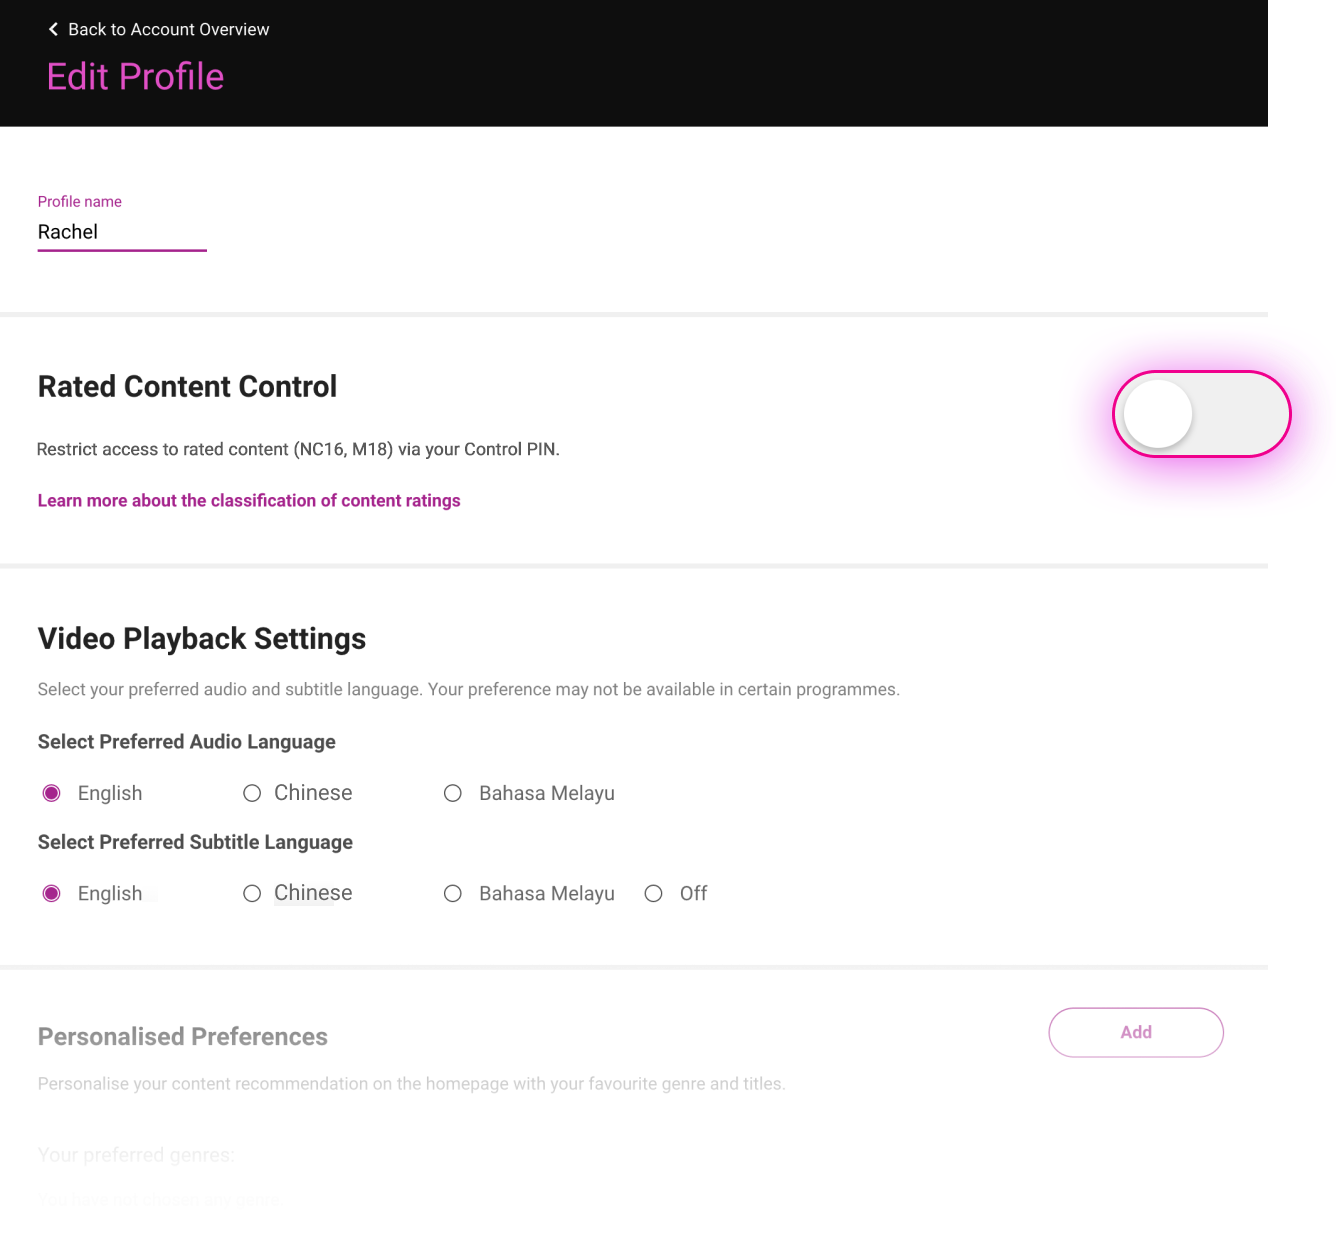 Back to Account Overview
Edit Profile
Profile name
Rachel
Rated Content Control
Restrict access to rated content (NC16, M18) via your Control PIN.
Learn more about the classification of content ratings
Video Playback Settings
Select your preferred audio and subtitle language. Your preference may not be available in certain programmes.
Select Preferred Audio Language
English Chinese Bahasa Melayu
Select Preferred Subtitle Language
English Chinese Bahasa Melayu Off
Personalised Preferences
Add
Personalise your content recommendation on the homepage with your favourite genre and titles.
Your preferred genres: